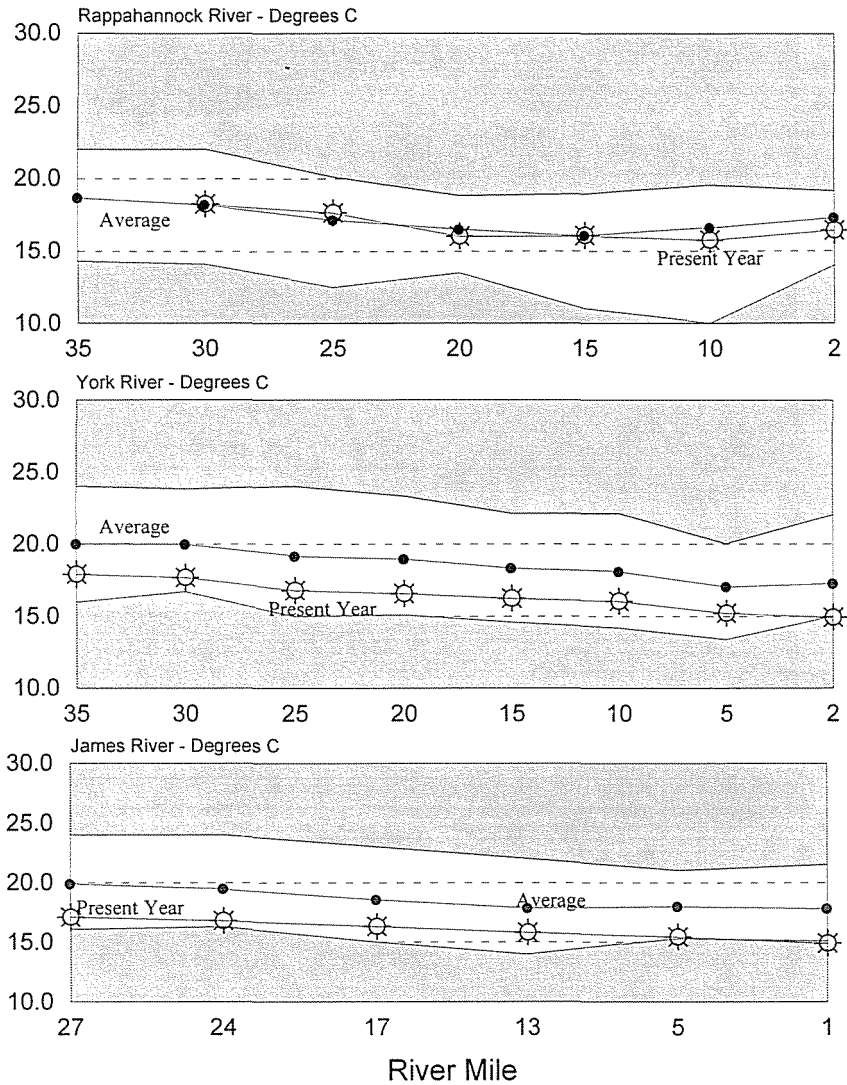 Rappahannock River - Degrees C
30.0
25.0
20.0
Average
15.0
Present Year
10.0
35 30 25 20 15 10 2
York River - Degrees C
30.0
25.0
Average
20.0
Present Year
15.0
10.0
35 30 25 20 15 10 5 2
James River - Degrees C
30.0
25.0
20.0
Present Year Average
15.0
10.0
27 24 17 13 5 1
River Mile